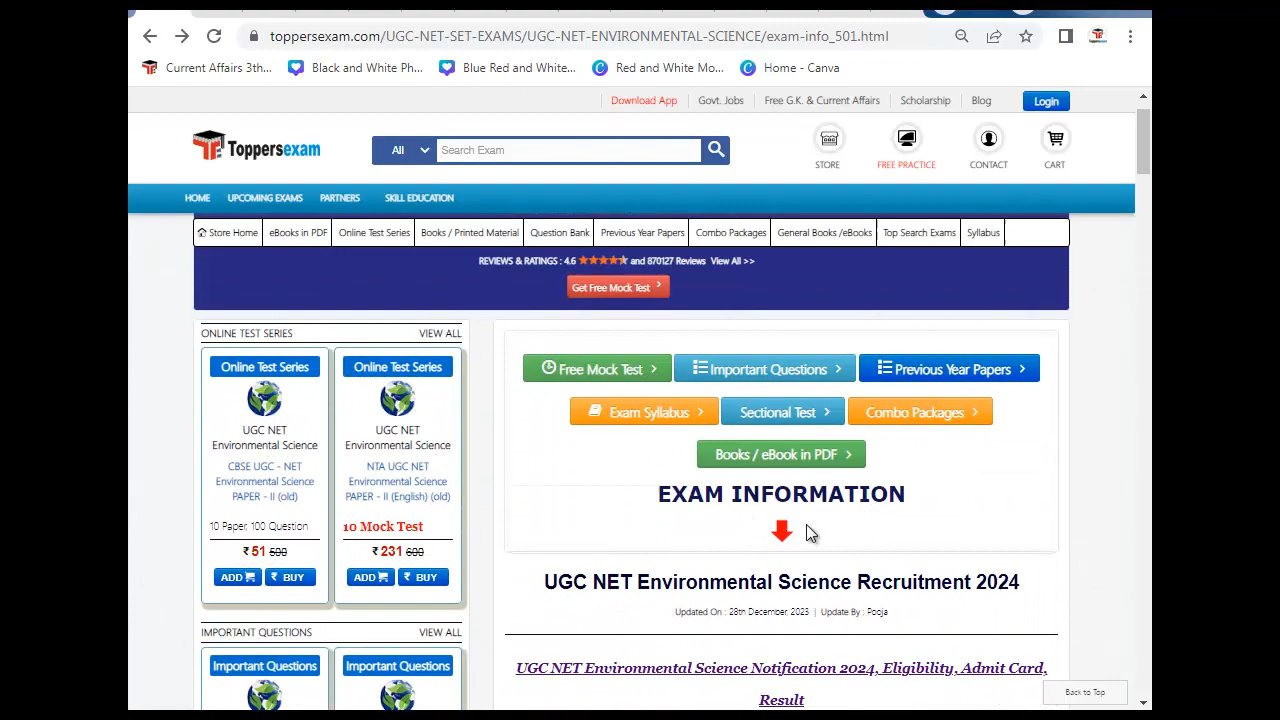 toppersexam.com/UGC-NET-SET-EXAMS/UGC-NET-ENVIRONMENTAL-SCIENCE/exam-info_501.html
Current Affairs 3th... Black and White Ph... Blue Red and White... Red and White Mo... Home - Canva
Download App Govt. Jobs Free G.K. & Current Affairs Scholarship Blog Login
Toppersexam All Search Exam STORE FREE PRACTICE CONTACT CART
HOME UPCOMING EXAMS PARTNERS SKILL EDUCATION
Store Home eBooks in PDF Online Test Series Books / Printed Material Question Bank Previous Year Papers Combo Packages General Books /eBooks Top Search Exams Syllabus
REVIEWS & RATINGS : 4.6 and 870127 Reviews View All >>
Get Free Mock Test >
ONLINE TEST SERIES VIEW ALL
Online Test Series
UGC NET
Environmental Science
CBSE UGC - NET
Environmental Science
PAPER - II (old)
10 Paper, 100 Question
₹ 51 500
ADD ₹ BUY
Online Test Series
UGC NET
Environmental Science
NTA UGC NET
Environmental Science
PAPER - II (English) (old)
10 Mock Test
₹ 231 600
ADD ₹ BUY
IMPORTANT QUESTIONS VIEW ALL
Important Questions Important Questions
Free Mock Test > Important Questions > Previous Year Papers >
Exam Syllabus > Sectional Test > Combo Packages >
Books / eBook in PDF >
EXAM INFORMATION
UGC NET Environmental Science Recruitment 2024
Updated On : 28th December, 2023 | Update By : Pooja
UGC NET Environmental Science Notification 2024, Eligibility, Admit Card,
Result
Back to Top